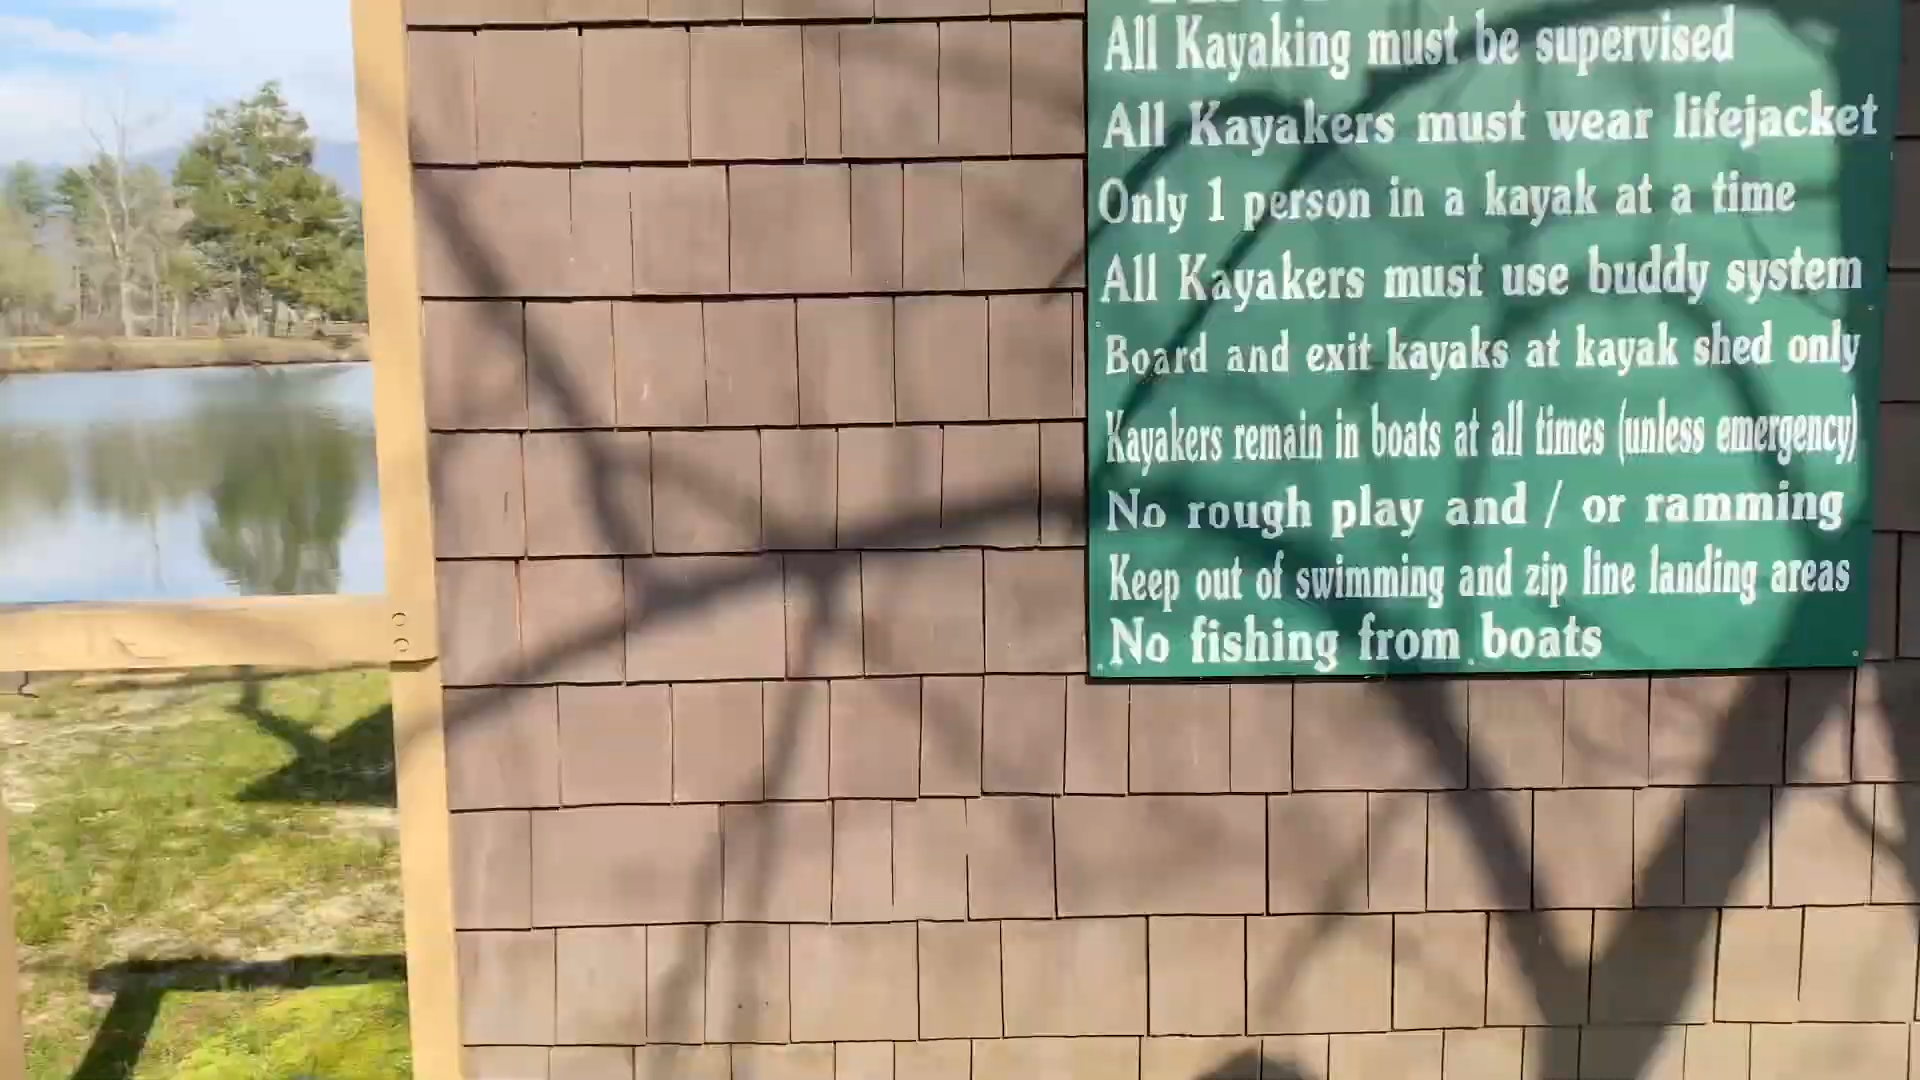 All Kayaking must be supervised
All Kayakers must wear lifejacket
Only 1 person in a kayak at a time
All Kayakers must use buddy system
Board and exit kayaks at kayak shed only
Kayakers remain in boats at all times (unless emergency)
No rough play and / or ramming
Keep out of swimming and zip line landing areas
No fishing from boats